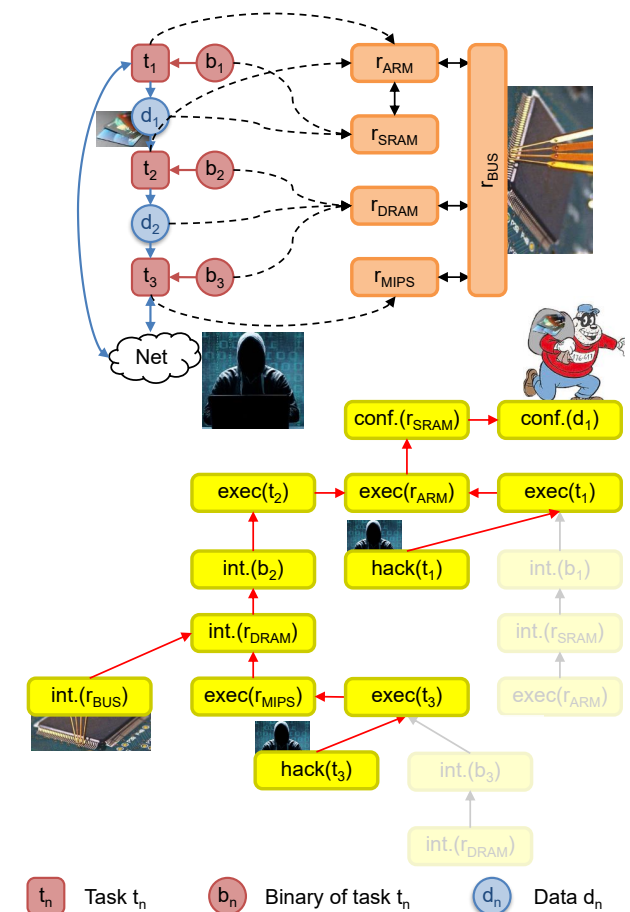 t1 b1 rARM
d1 rSRAM
t2 b2 rBUS
d2 rDRAM
t3 b3 rMIPS
Net
conf.(rSRAM) conf.(d1)
exec(t2) exec(rARM) exec(t1)
int.(b2) hack(t1) int.(b1)
int.(rDRAM) int.(rSRAM)
int.(rBUS) exec(rMIPS) exec(t3) exec(rARM)
hack(t3) int.(b3)
int.(rDRAM)
tn Task tn bn Binary of task tn dn Data dn